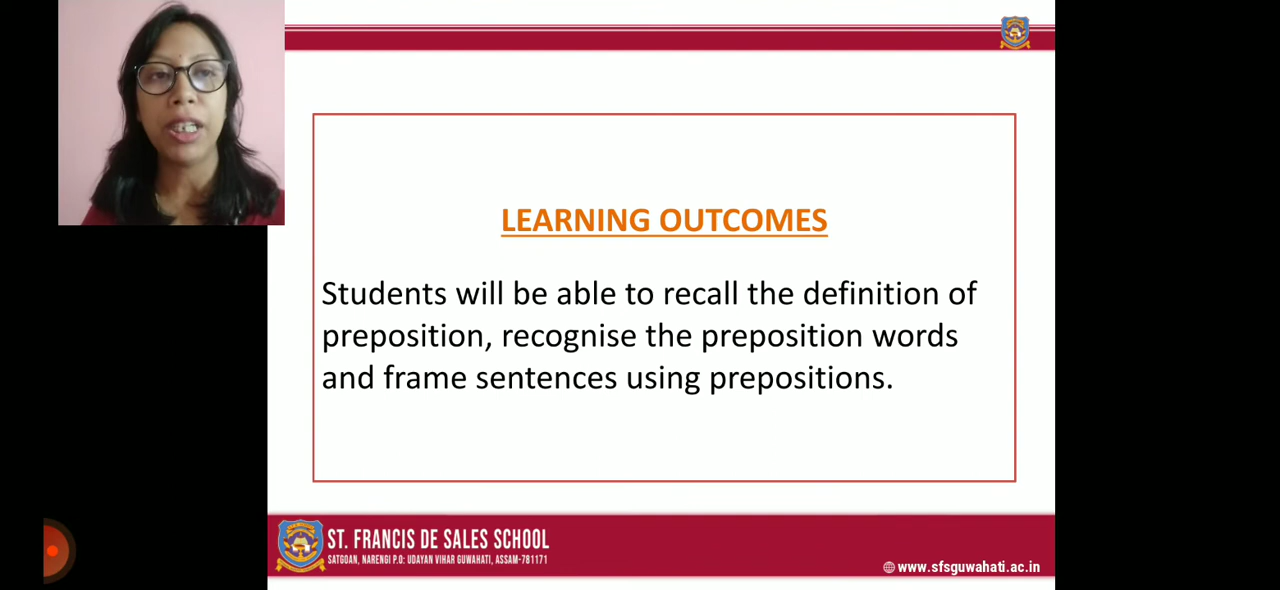 LEARNING OUTCOMES
Students will be able to recall the definition of
preposition, recognise the preposition words
and frame sentences using prepositions.
ST. FRANCIS DE SALES SCHOOL
SATGOAN, NARENGI P.O: UDAYAN VIHAR GUWAHATI, ASSAM-781171
www.sfsguwahati.ac.in